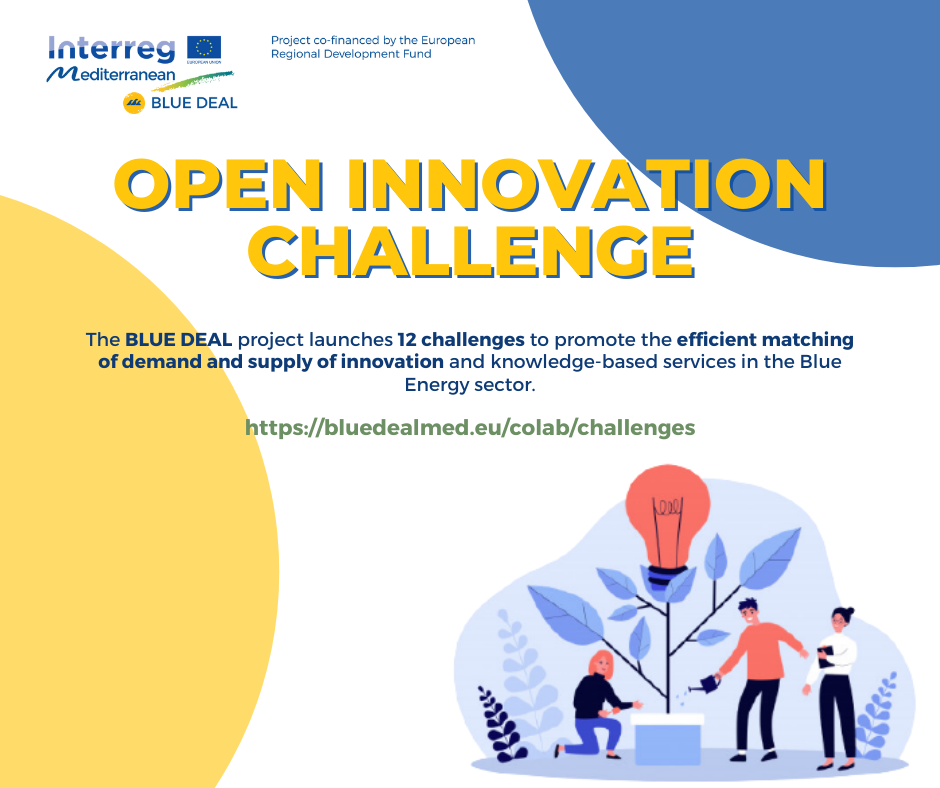 Interreg
EUROPEAN UNION
Mediterranean
BLUE DEAL
Project co-financed by the European
Regional Development Fund
OPEN INNOVATION
CHALLENGE
The BLUE DEAL project launches 12 challenges to promote the efficient matching
of demand and supply of innovation and knowledge-based services in the Blue
Energy sector.
https://bluedealmed.eu/colab/challenges